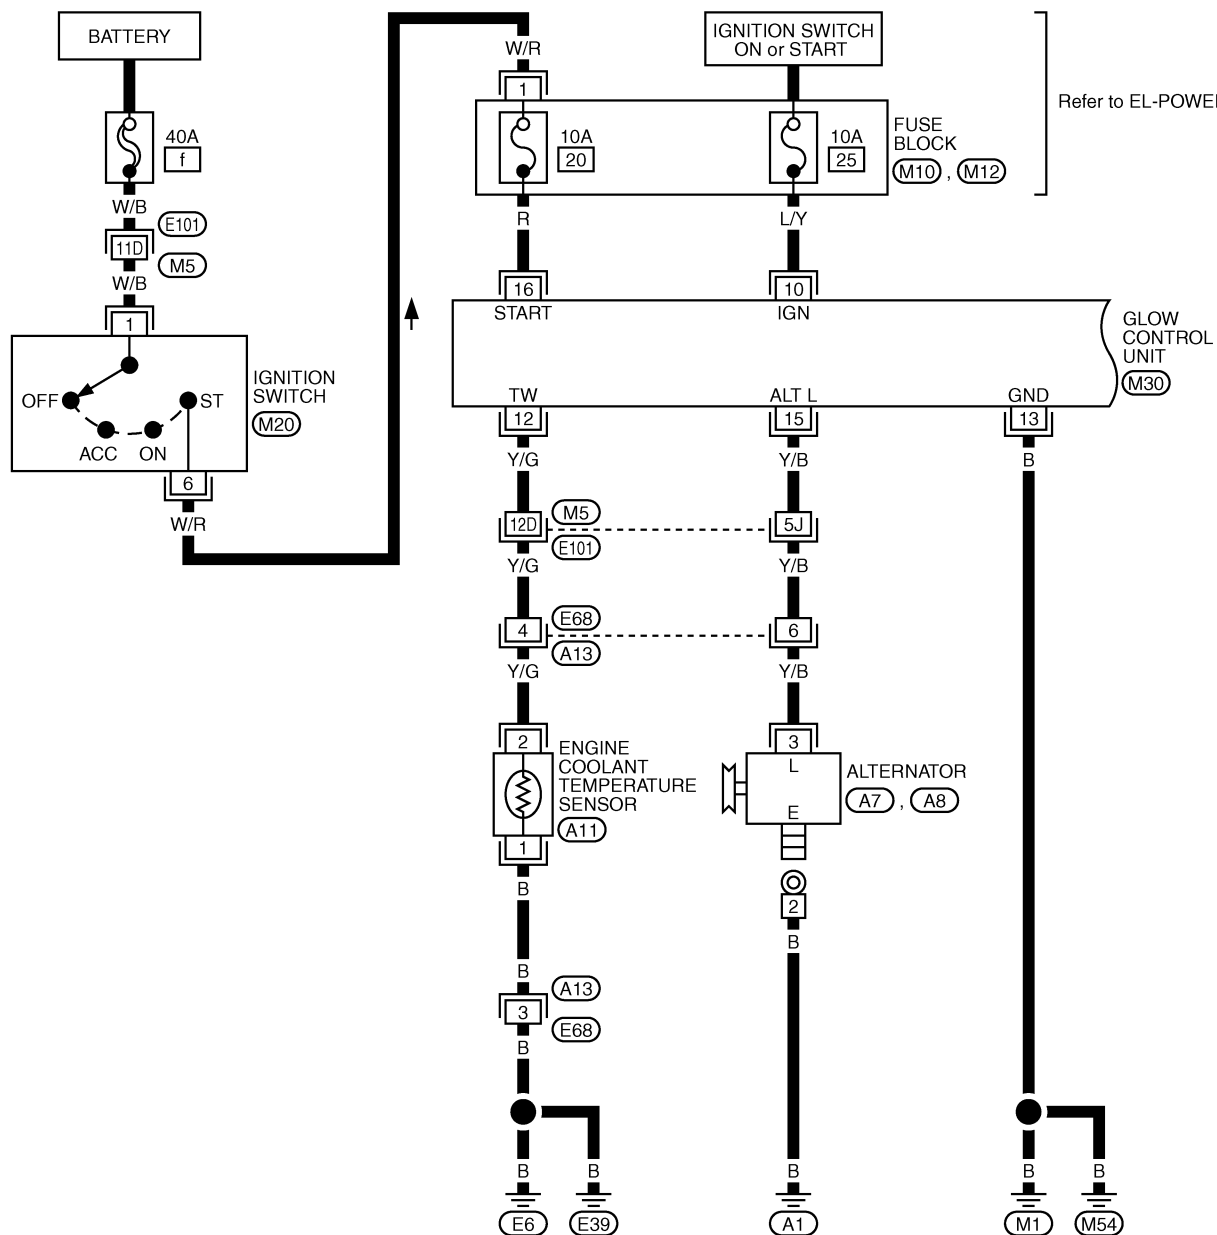 BATTERY
IGNITION SWITCH
ON or START
W/R
1
Refer to EL-POWE
40A
f
10A
20
10A
25
FUSE
BLOCK
M10 , M12
W/B
E101
11D
M5
W/B
R
L/Y
1
16
START
10
IGN
GLOW
CONTROL
UNIT
M30
OFF
ST
ACC
ON
IGNITION
SWITCH
M20
6
W/R
TW
12
ALT L
15
GND
13
Y/G
Y/B
B
12D
M5
E101
5J
Y/G
Y/B
4
E68
A13
6
Y/G
Y/B
2
ENGINE
COOLANT
TEMPERATURE
SENSOR
A11
1
3
L
E
ALTERNATOR
A7 , A8
2
B
B
B
A13
3
E68
B
B
B
B
B
B
E6
E39
A1
M1
M54